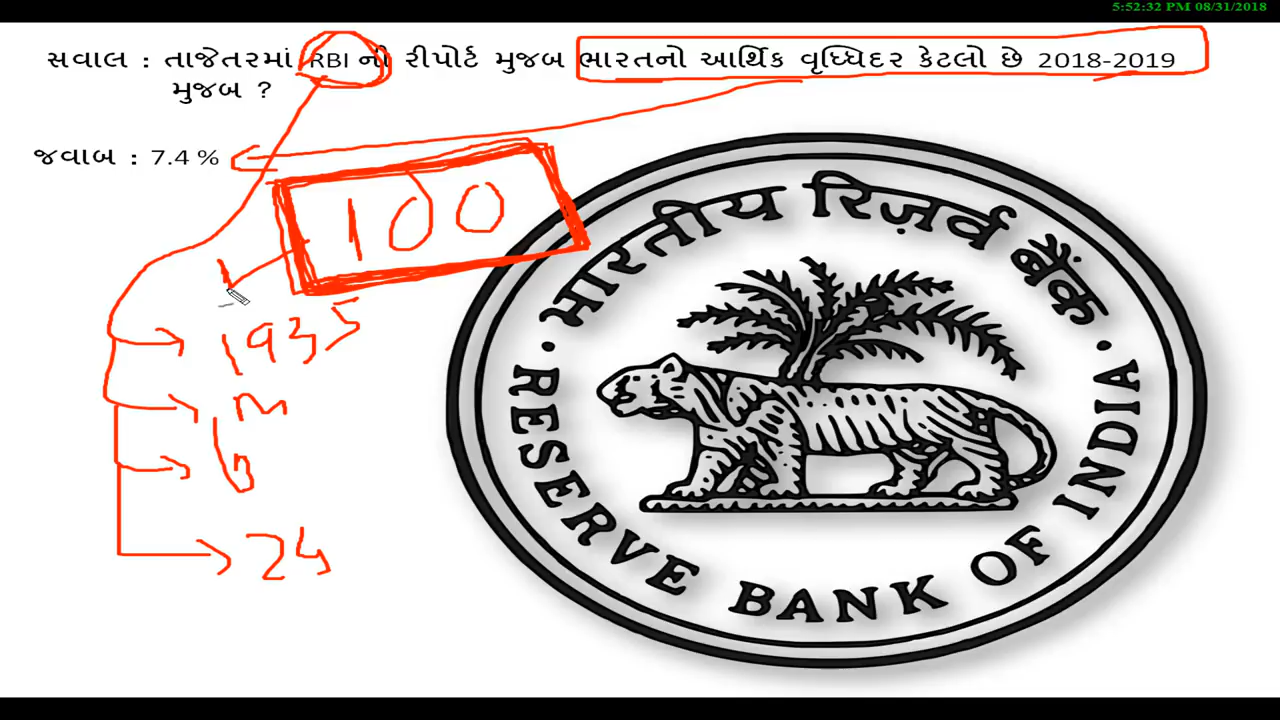 5:52:32 PM 08/31/2018
સવાલ : તાજેતરમાં RBI ની રીપોર્ટ મુજબ ભારતનો આર્થિક વૃધ્ધિદર કેટલો છે 2018-2019
મુજબ ?
જવાબ : 7.4 %
100
1935
M
24
भारतीय रिज़र्व बैंक
RESERVE BANK OF INDIA